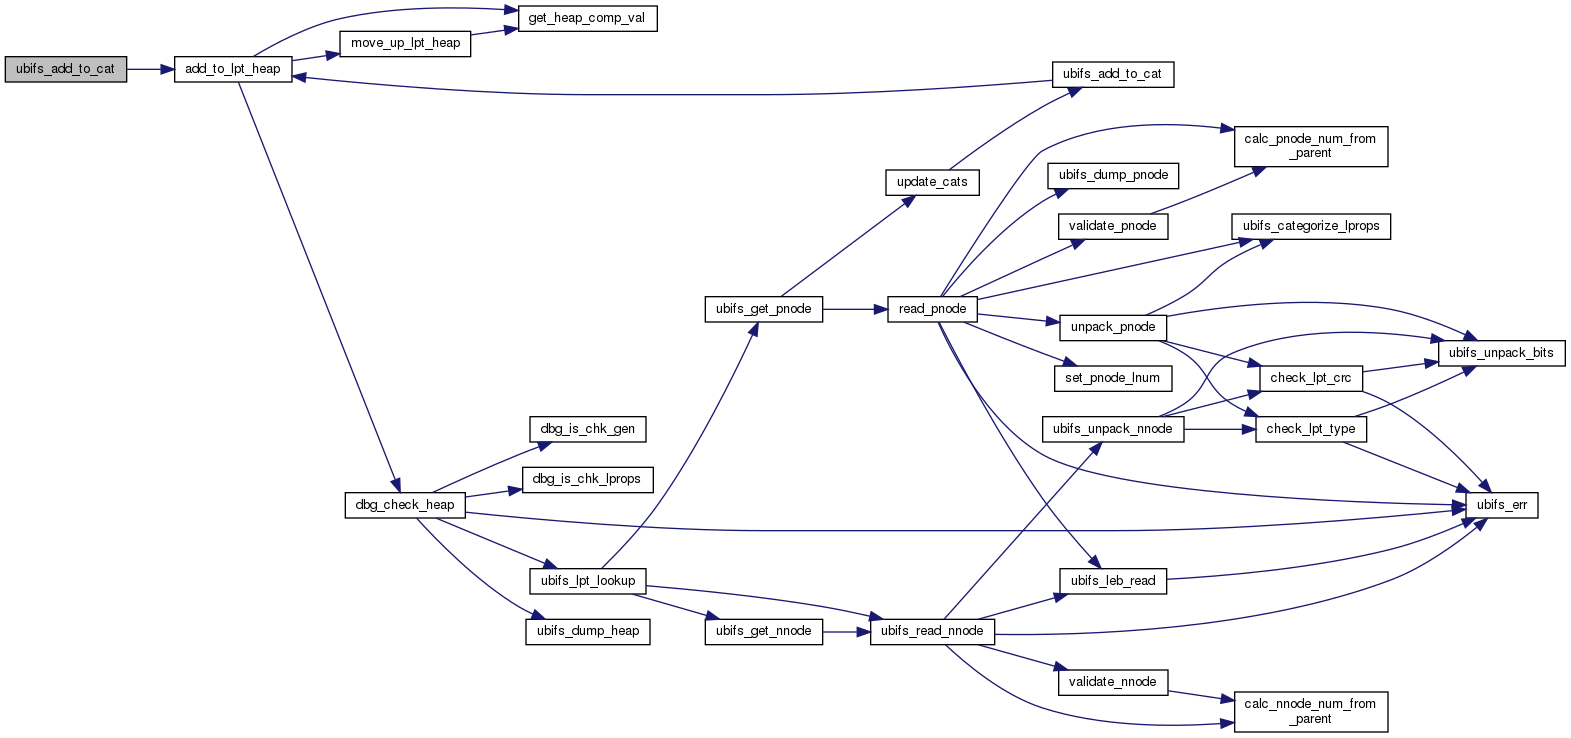 get_heap_comp_val
move_up_lpt_heap
ubifs_add_to_cat
add_to_lpt_heap
ubifs_add_to_cat
calc_pnode_num_from
_parent
ubifs_dump_pnode
update_cats
validate_pnode
ubifs_categorize_lprops
ubifs_get_pnode
read_pnode
unpack_pnode
ubifs_unpack_bits
set_pnode_lnum
check_lpt_crc
dbg_is_chk_gen
ubifs_unpack_nnode
check_lpt_type
dbg_is_chk_lprops
dbg_check_heap
ubifs_err
ubifs_lpt_lookup
ubifs_leb_read
ubifs_dump_heap
ubifs_get_nnode
ubifs_read_nnode
validate_nnode
calc_nnode_num_from
_parent